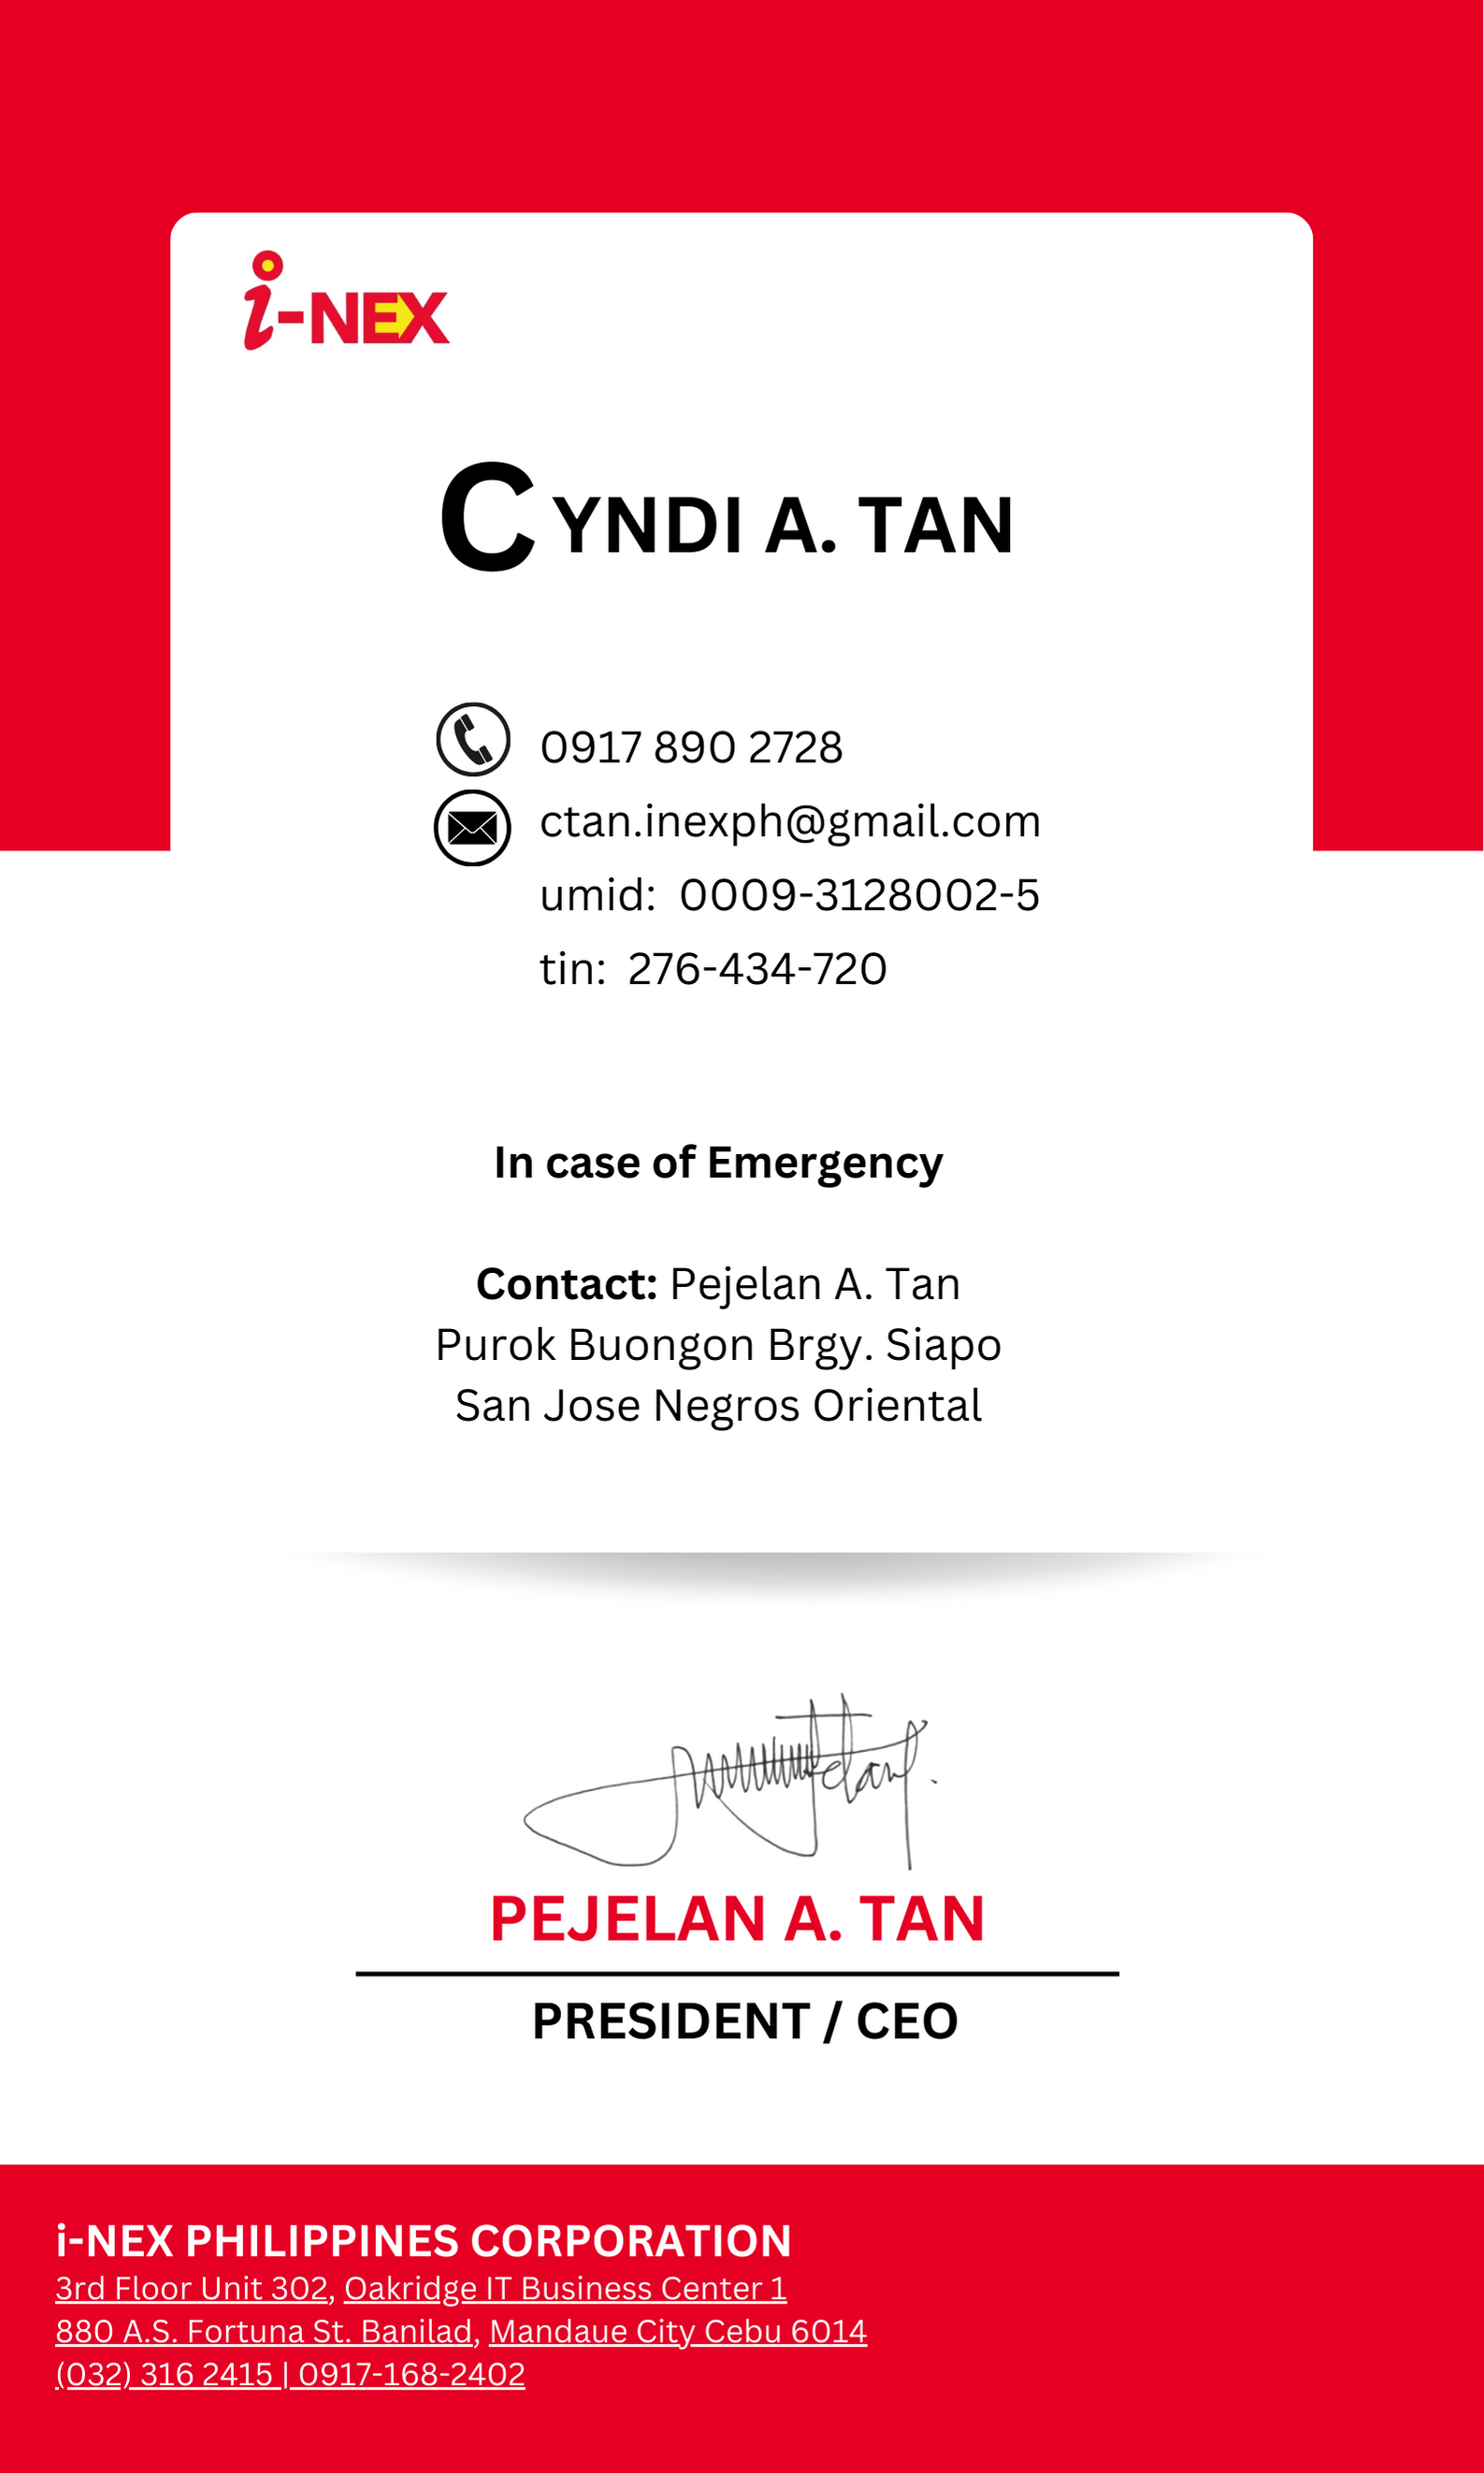 i-NEX
CYNDI A. TAN
0917 890 2728
ctan.inexph@gmail.com
umid: 0009-3128002-5
tin: 276-434-720
In case of Emergency
Contact: Pejelan A. Tan
Purok Buongon Brgy. Siapo
San Jose Negros Oriental
PEJELAN A. TAN
PRESIDENT / CEO
i-NEX PHILIPPINES CORPORATION
3rd Floor Unit 302, Oakridge IT Business Center 1
880 A.S. Fortuna St. Banilad, Mandaue City Cebu 6014
(032) 316 2415 | 0917-168-2402